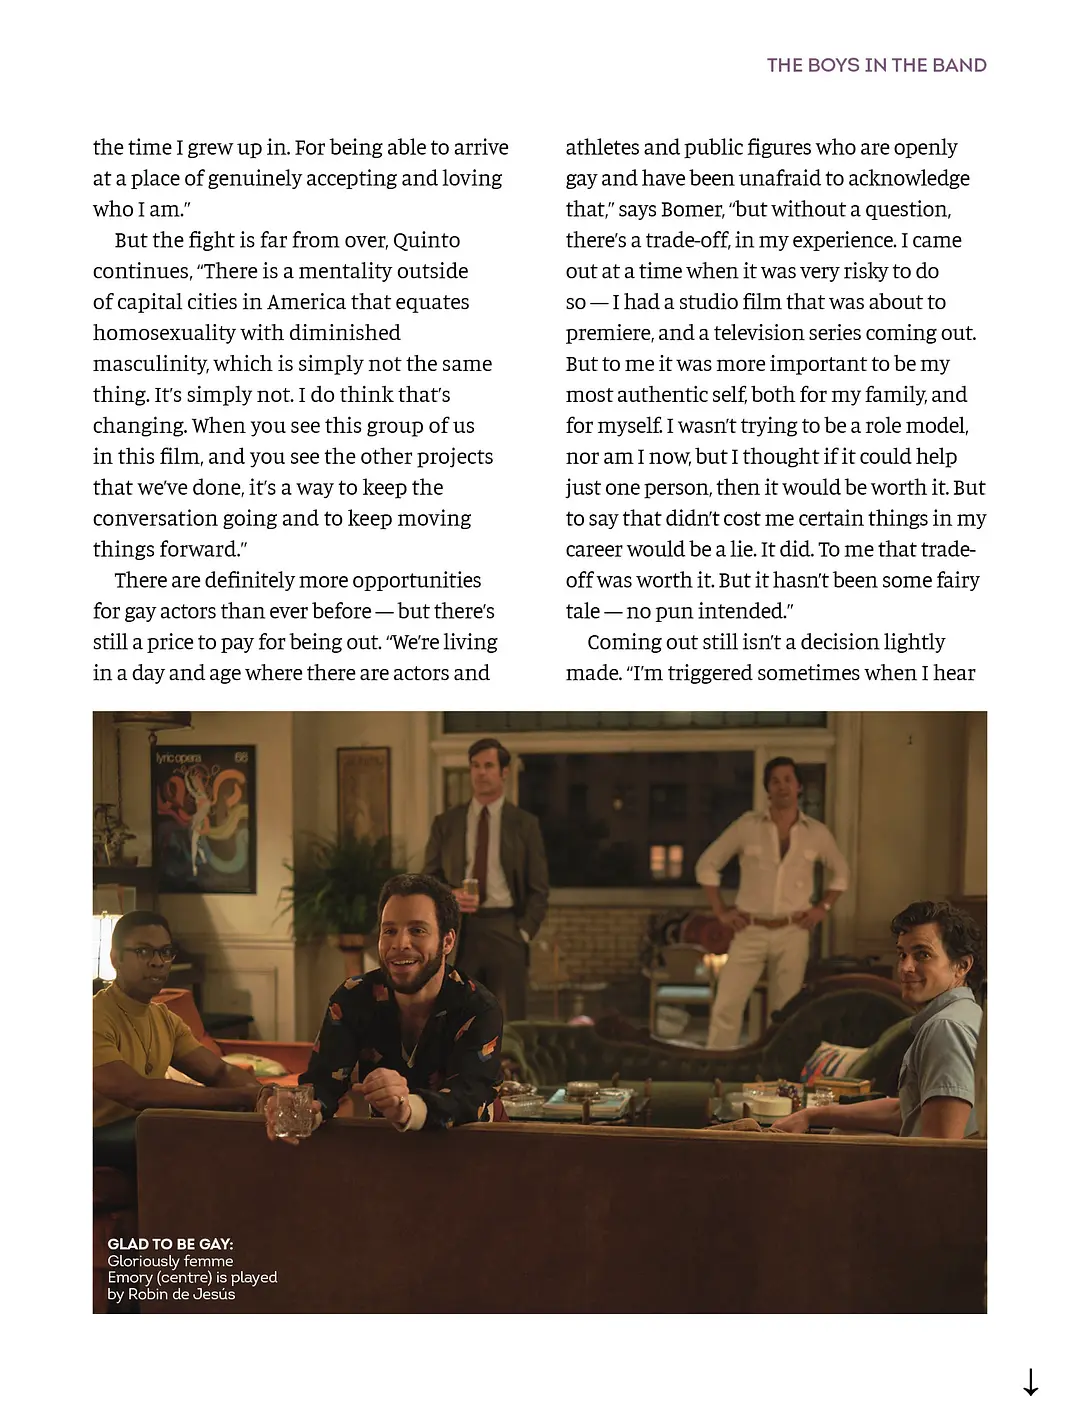 THE BOYS IN THE BAND
the time I grew up in. For being able to arrive
at a place of genuinely accepting and loving
who I am.”
But the fight is far from over, Quinto
continues, “There is a mentality outside
of capital cities in America that equates
homosexuality with diminished
masculinity, which is simply not the same
thing. It’s simply not. I do think that’s
changing. When you see this group of us
in this film, and you see the other projects
that we’ve done, it’s a way to keep the
conversation going and to keep moving
things forward.”
There are definitely more opportunities
for gay actors than ever before — but there’s
still a price to pay for being out. “We’re living
in a day and age where there are actors and
athletes and public figures who are openly
gay and have been unafraid to acknowledge
that,” says Bomer, “but without a question,
there’s a trade-off, in my experience. I came
out at a time when it was very risky to do
so — I had a studio film that was about to
premiere, and a television series coming out.
But to me it was more important to be my
most authentic self, both for my family, and
for myself. I wasn’t trying to be a role model,
nor am I now, but I thought if it could help
just one person, then it would be worth it. But
to say that didn’t cost me certain things in my
career would be a lie. It did. To me that trade-
off was worth it. But it hasn’t been some fairy
tale — no pun intended.”
Coming out still isn’t a decision lightly
made. “I’m triggered sometimes when I hear
lyric opera 68
GLAD TO BE GAY:
Gloriously femme
Emory (centre) is played
by Robin de Jesús